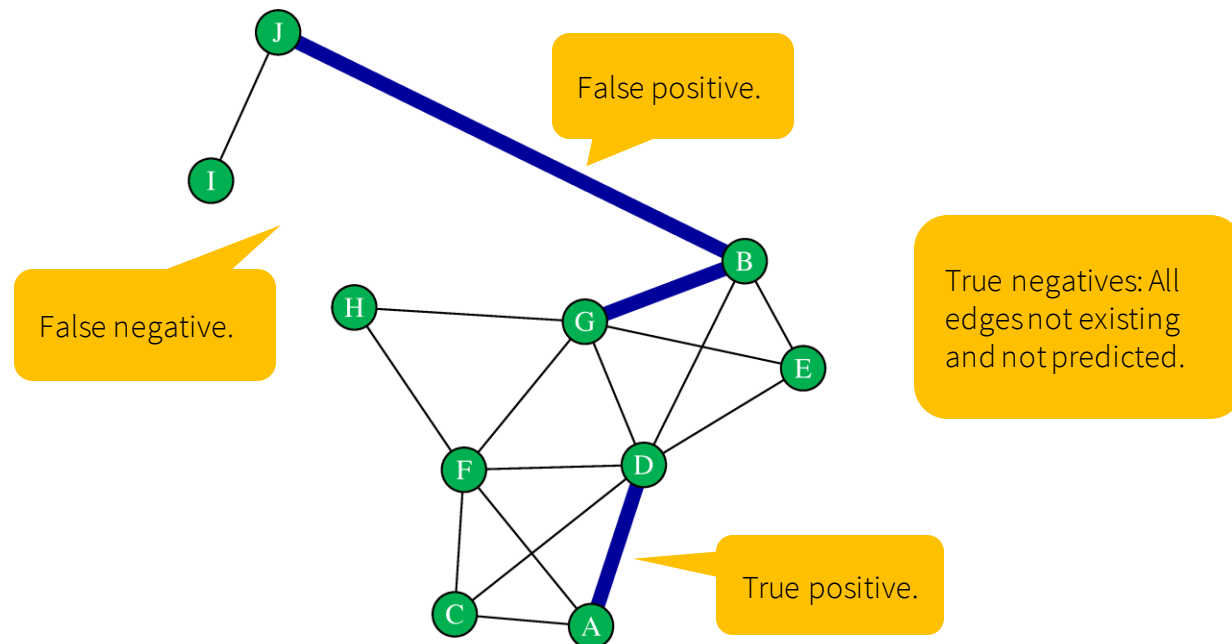 J
False positive.
I
B
True negatives: All
edges not existing
and not predicted.
False negative.
H
G
E
F
D
C
A
True positive.